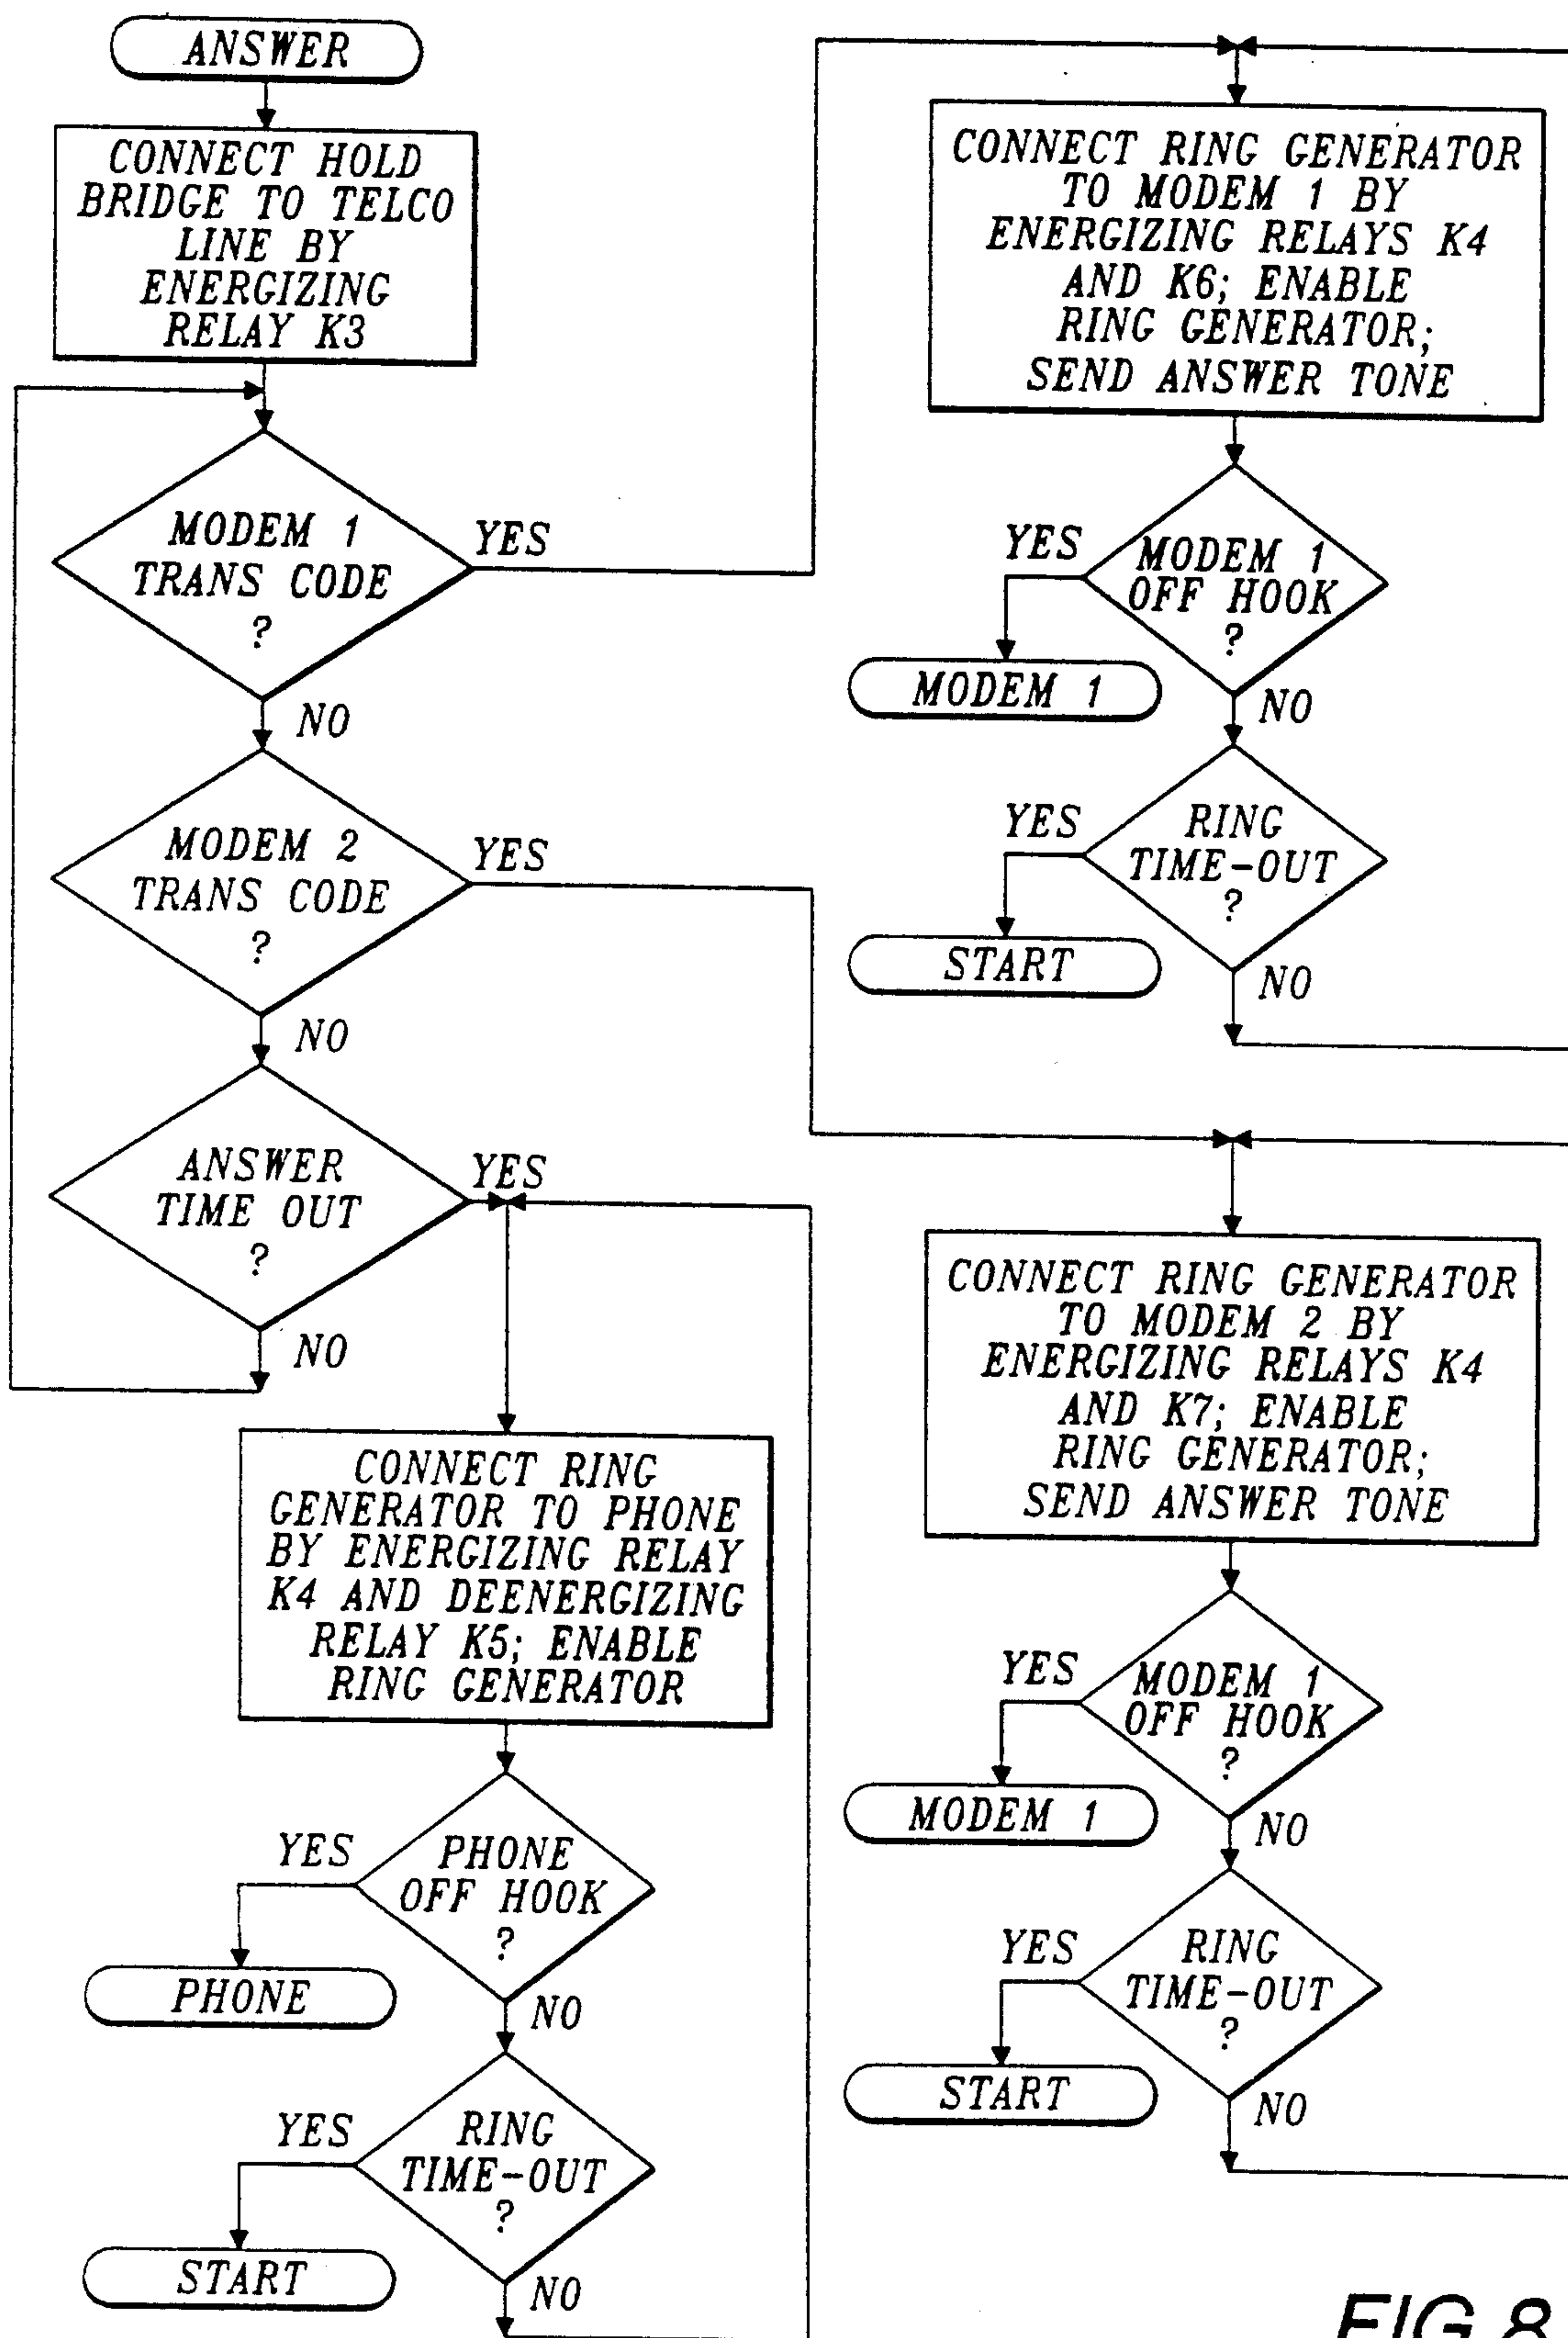 ANSWER
CONNECT HOLD
BRIDGE TO TELCO
LINE BY
ENERGIZING
RELAY K3
MODEM 1
TRANS CODE
?
YES
NO
MODEM 2
TRANS CODE
?
YES
NO
ANSWER
TIME OUT
?
YES
NO
CONNECT RING
GENERATOR TO PHONE
BY ENERGIZING RELAY
K4 AND DEENERGIZING
RELAY K5; ENABLE
RING GENERATOR
PHONE
OFF HOOK
?
YES
PHONE
NO
RING
TIME-OUT
?
YES
START
NO
CONNECT RING GENERATOR
TO MODEM 1 BY
ENERGIZING RELAYS K4
AND K6; ENABLE
RING GENERATOR;
SEND ANSWER TONE
MODEM 1
OFF HOOK
?
YES
MODEM 1
NO
RING
TIME-OUT
?
YES
START
NO
CONNECT RING GENERATOR
TO MODEM 2 BY
ENERGIZING RELAYS K4
AND K7; ENABLE
RING GENERATOR;
SEND ANSWER TONE
MODEM 1
OFF HOOK
?
YES
MODEM 1
NO
RING
TIME-OUT
?
YES
START
NO
FIG.8